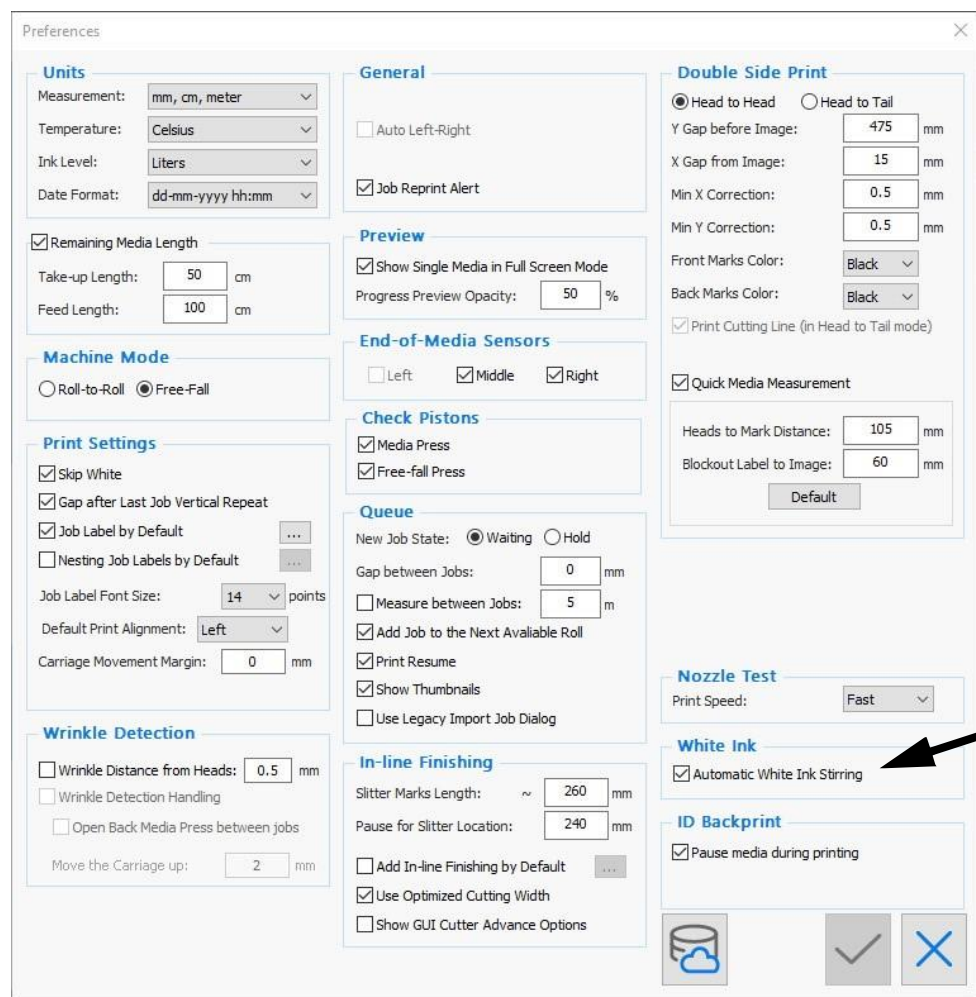 Preferences
Units
Measurement: mm, cm, meter
Temperature: Celsius
Ink Level: Liters
Date Format: dd-mm-yyyy hh:mm
Remaining Media Length
Take-up Length: 50 cm
Feed Length: 100 cm
Machine Mode
Roll-to-Roll Free-Fall
Print Settings
Skip White
Gap after Last Job Vertical Repeat
Job Label by Default ...
Nesting Job Labels by Default ...
Job Label Font Size: 14 points
Default Print Alignment: Left
Carriage Movement Margin: 0 mm
Wrinkle Detection
Wrinkle Distance from Heads: 0.5 mm
Wrinkle Detection Handling
Open Back Media Press between jobs
Move the Carriage up: 2 mm
General
Auto Left-Right
Job Reprint Alert
Preview
Show Single Media in Full Screen Mode
Progress Preview Opacity: 50 %
End-of-Media Sensors
Left Middle Right
Check Pistons
Media Press
Free-fall Press
Queue
New Job State: Waiting Hold
Gap between Jobs: 0 mm
Measure between Jobs: 5 m
Add Job to the Next Avaliable Roll
Print Resume
Show Thumbnails
Use Legacy Import Job Dialog
In-line Finishing
Slitter Marks Length: ~ 260 mm
Pause for Slitter Location: 240 mm
Add In-line Finishing by Default ...
Use Optimized Cutting Width
Show GUI Cutter Advance Options
Double Side Print
Head to Head Head to Tail
Y Gap before Image: 475 mm
X Gap from Image: 15 mm
Min X Correction: 0.5 mm
Min Y Correction: 0.5 mm
Front Marks Color: Black
Back Marks Color: Black
Print Cutting Line (in Head to Tail mode)
Quick Media Measurement
Heads to Mark Distance: 105 mm
Blockout Label to Image: 60 mm
Default
Nozzle Test
Print Speed: Fast
White Ink
Automatic White Ink Stirring
ID Backprint
Pause media during printing